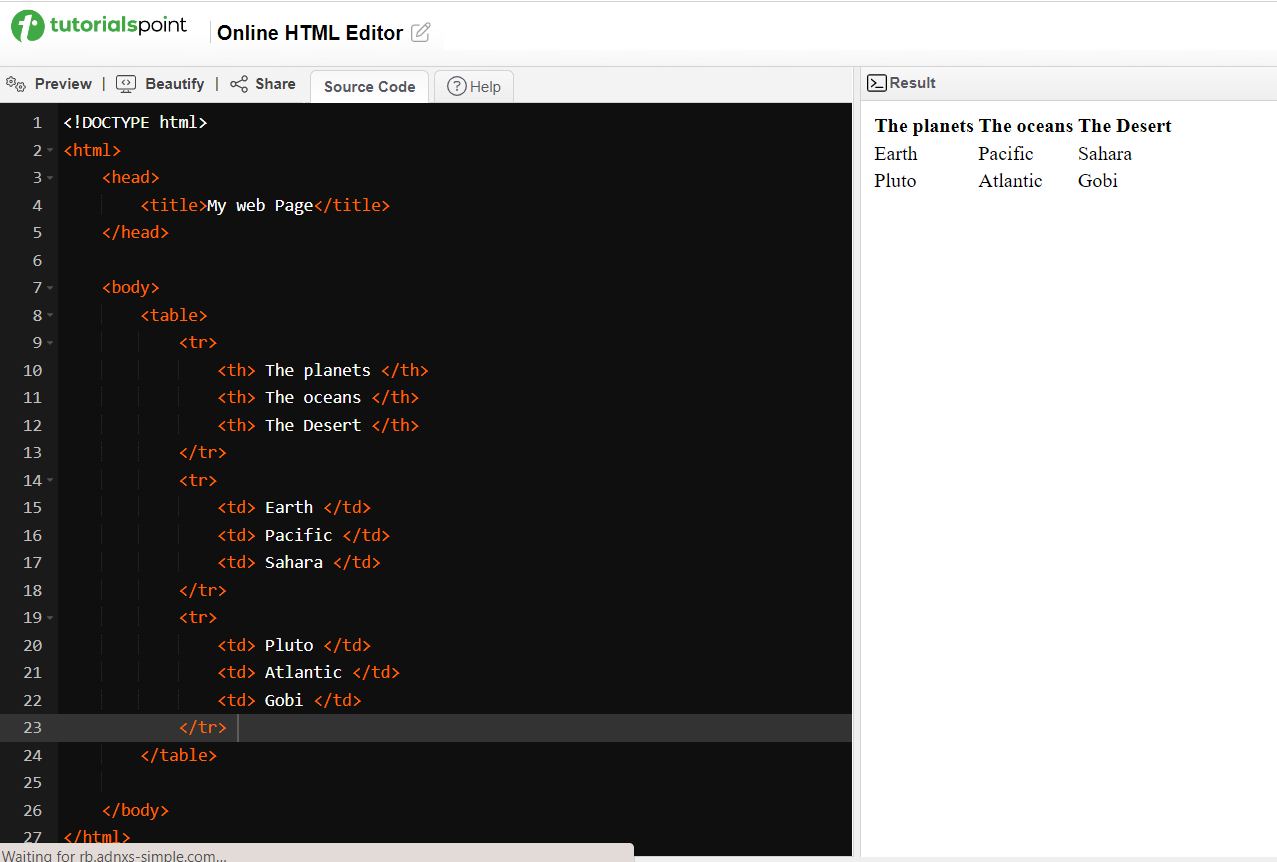 tutorialspoint
Online HTML Editor
Preview | Beautify | Share Source Code ? Help
1 <!DOCTYPE html>
2 <html>
3 <head>
4 <title>My web Page</title>
5 </head>
6
7 <body>
8 <table>
9 <tr>
10 <th> The planets </th>
11 <th> The oceans </th>
12 <th> The Desert </th>
13 </tr>
14 <tr>
15 <td> Earth </td>
16 <td> Pacific </td>
17 <td> Sahara </td>
18 </tr>
19 <tr>
20 <td> Pluto </td>
21 <td> Atlantic </td>
22 <td> Gobi </td>
23 </tr>
24 </table>
25
26 </body>
27 </html>
Waiting for rb.adnxs-simple.com...
Result
The planets The oceans The Desert
Earth Pacific Sahara
Pluto Atlantic Gobi